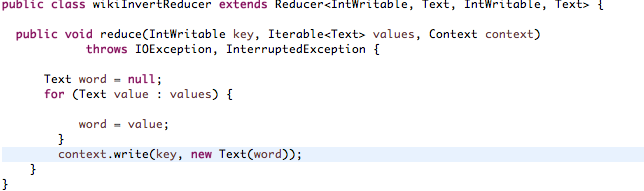 public class wikiInvertReducer extends Reducer<IntWritable, Text, IntWritable, Text> {
public void reduce(IntWritable key, Iterable<Text> values, Context context)
throws IOException, InterruptedException {
Text word = null;
for (Text value : values) {
word = value;
}
context.write(key, new Text(word));
}
}